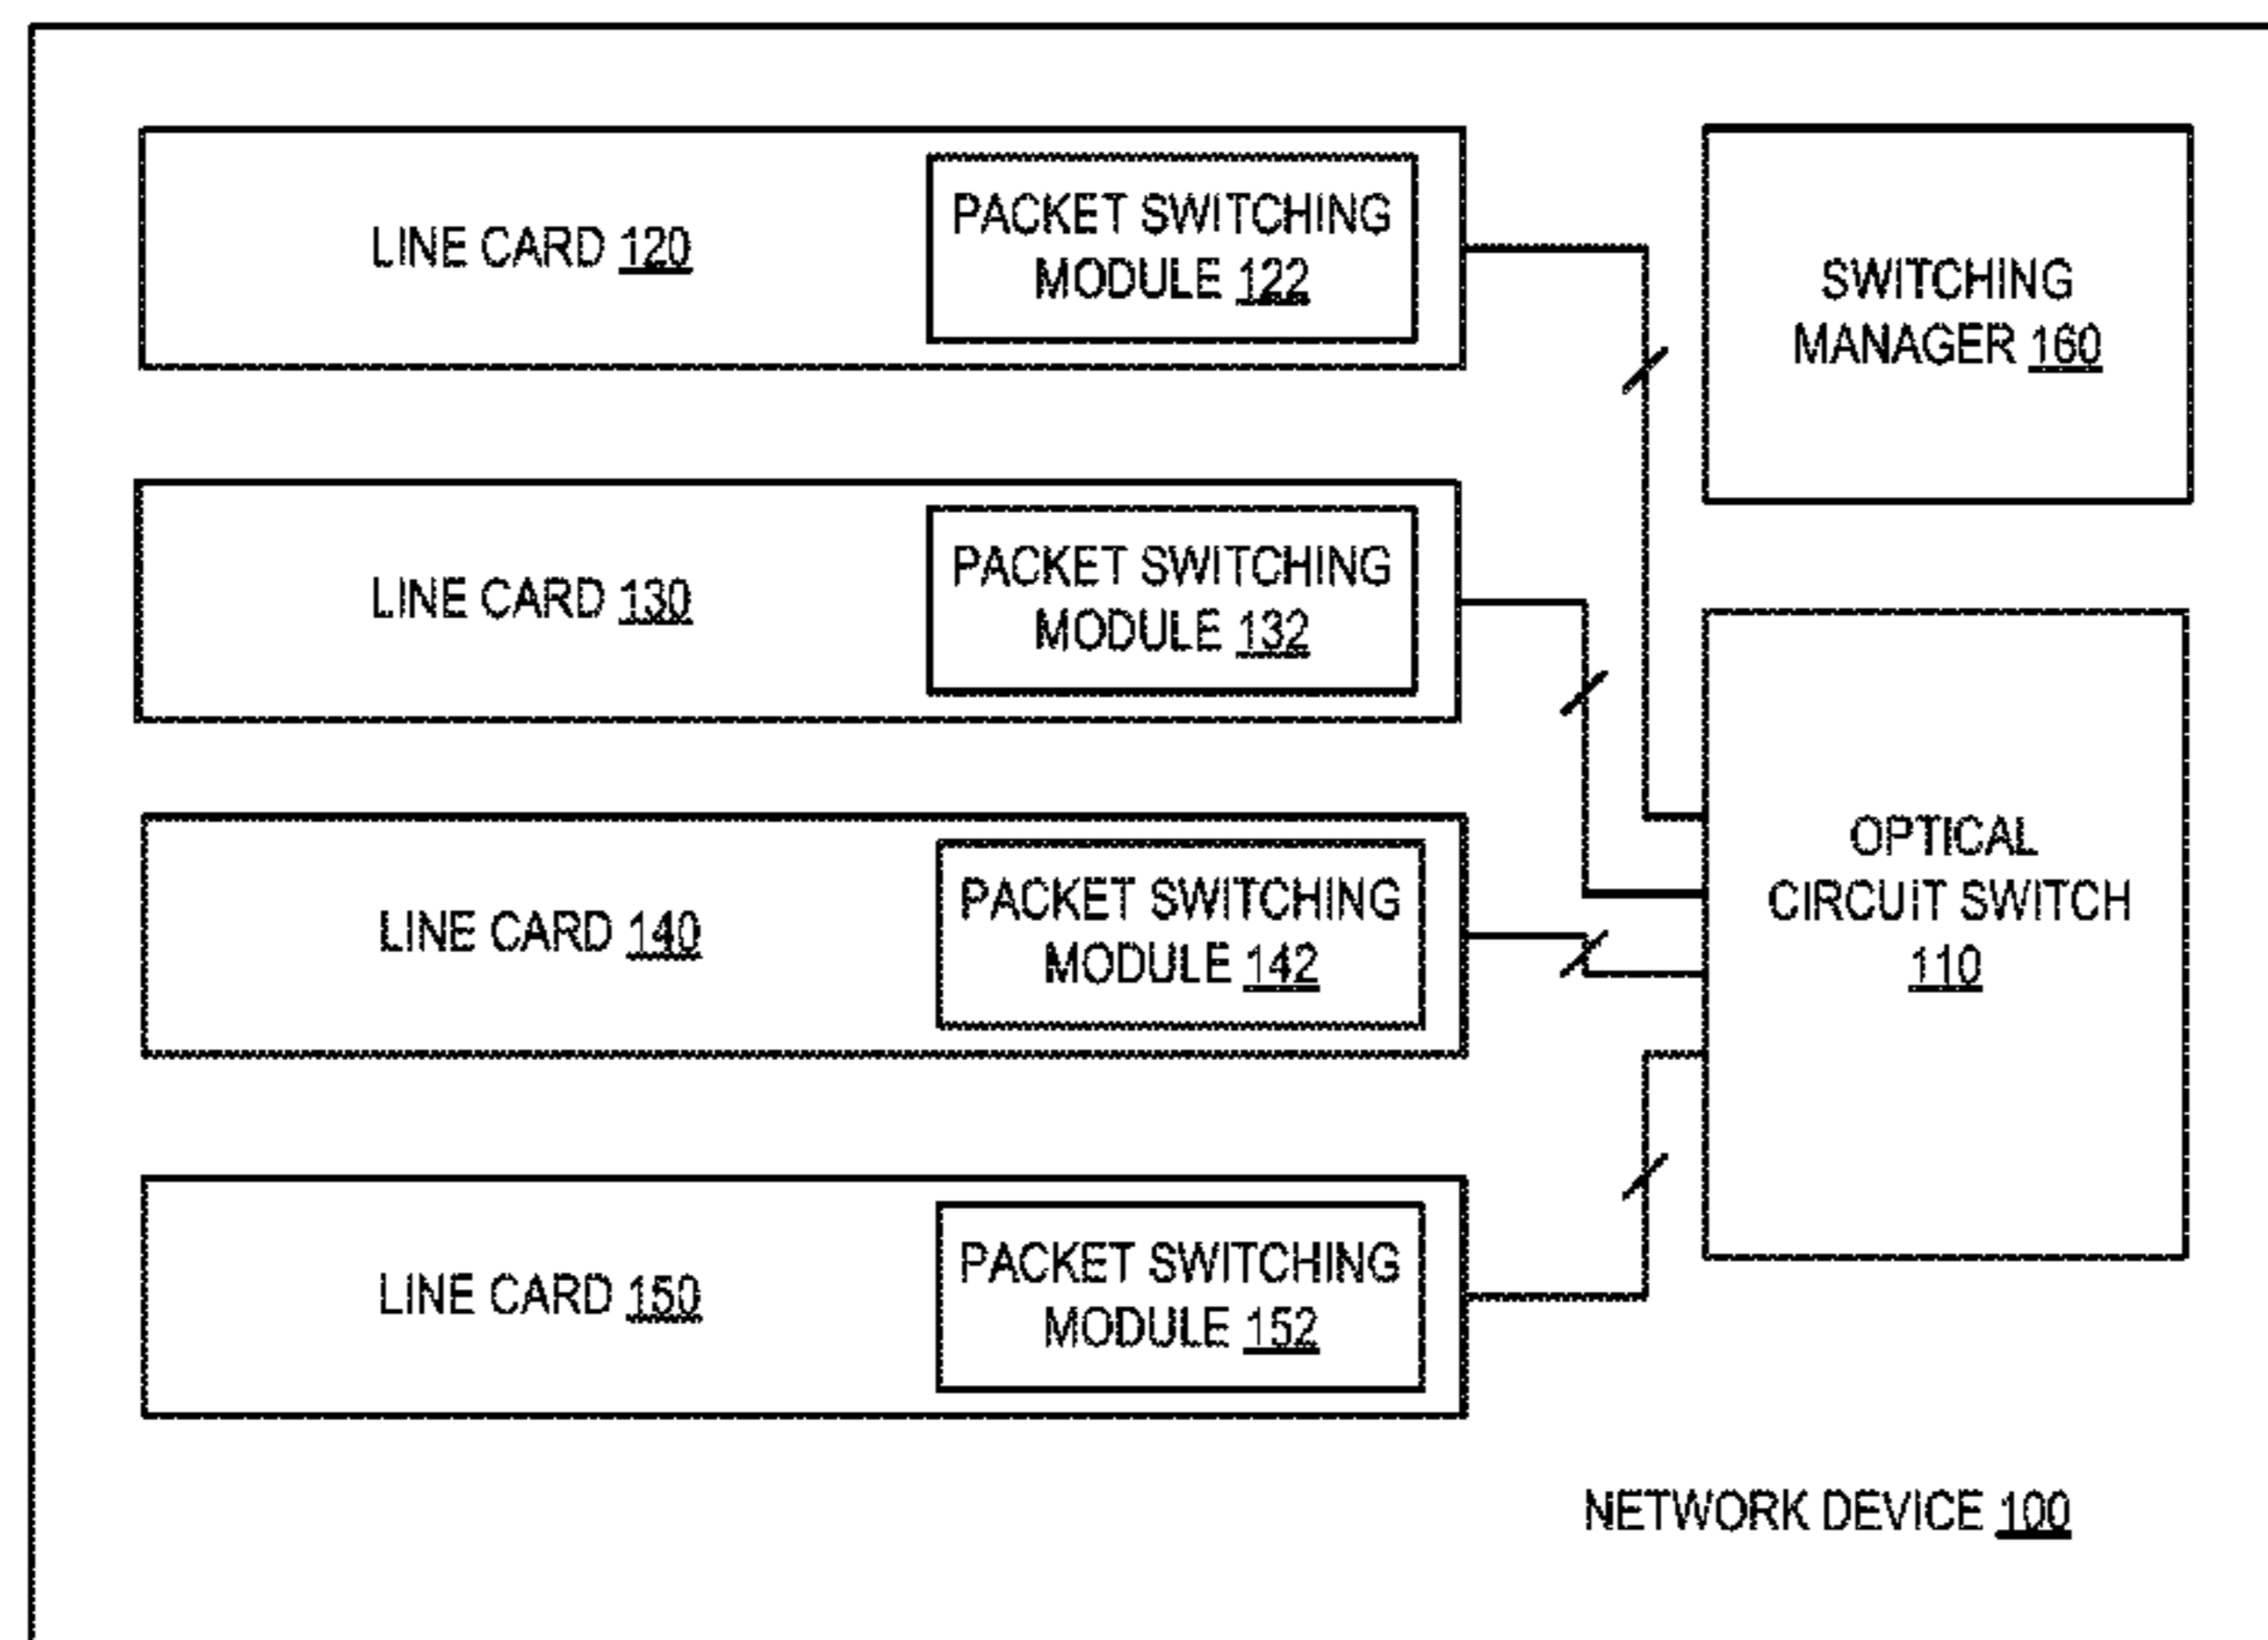 LINE CARD 120
PACKET SWITCHING
MODULE 122
SWITCHING
MANAGER 160
LINE CARD 130
PACKET SWITCHING
MODULE 132
OPTICAL
CIRCUIT SWITCH
110
LINE CARD 140
PACKET SWITCHING
MODULE 142
LINE CARD 150
PACKET SWITCHING
MODULE 152
NETWORK DEVICE 100